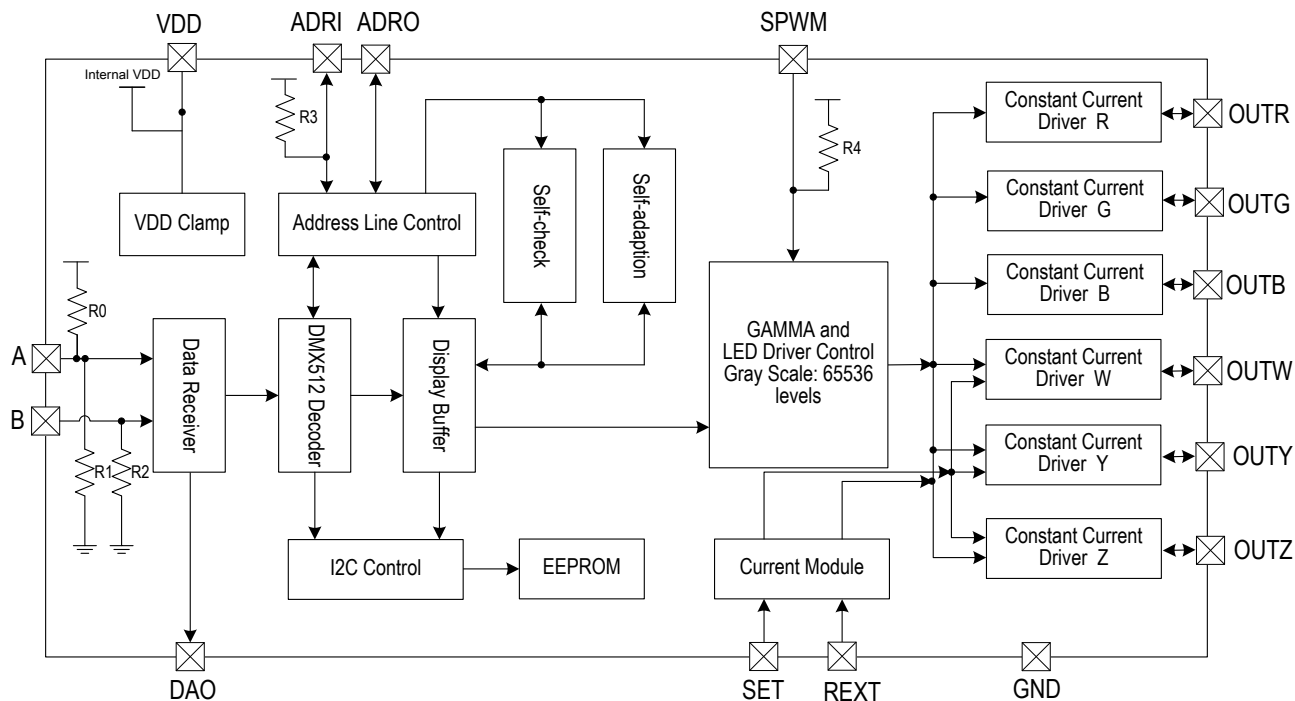 VDD
ADRI
ADRO
SPWM
Internal VDD
R3
R4
Constant Current
Driver R
OUTR
VDD Clamp
Address Line Control
Self-check
Self-adaption
Constant Current
Driver G
OUTG
R0
Constant Current
Driver B
OUTB
A
B
Data Receiver
DMX512 Decoder
Display Buffer
GAMMA and
LED Driver Control
Gray Scale: 65536
levels
Constant Current
Driver W
OUTW
R1
R2
Constant Current
Driver Y
OUTY
I2C Control
EEPROM
Current Module
Constant Current
Driver Z
OUTZ
DAO
SET
REXT
GND